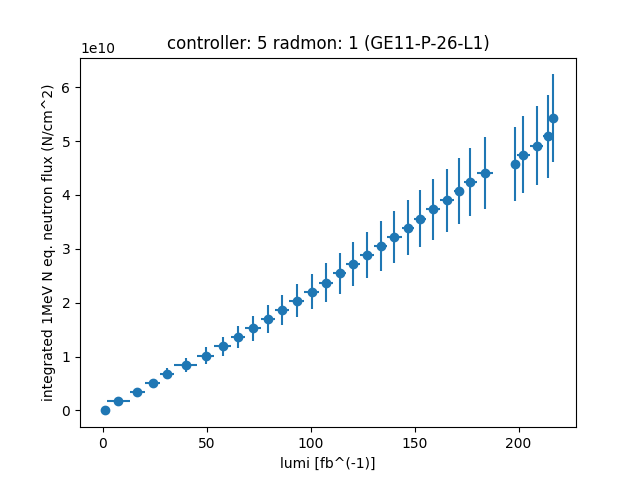 controller: 5 radmon: 1 (GE11-P-26-L1)
1e10
6
5
4
3
2
1
0
integrated 1MeV N eq. neutron flux (N/cm^2)
0 50 100 150 200
lumi [fb^(-1)]